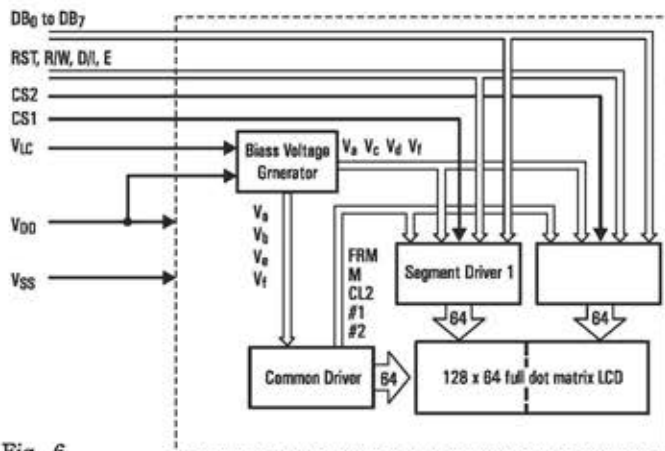 DB0 to DB7
RST, R/W, D/I, E
CS2
CS1
VLC
Biass Voltage
Grnerator
Va Vc Vd Vf
VDD
Va
Vb
Ve
Vf
VSS
FRM
M
CL2
#1
#2
Segment Driver 1
64
64
Common Driver
64
128 x 64 full dot matrix LCD
Fig. 6